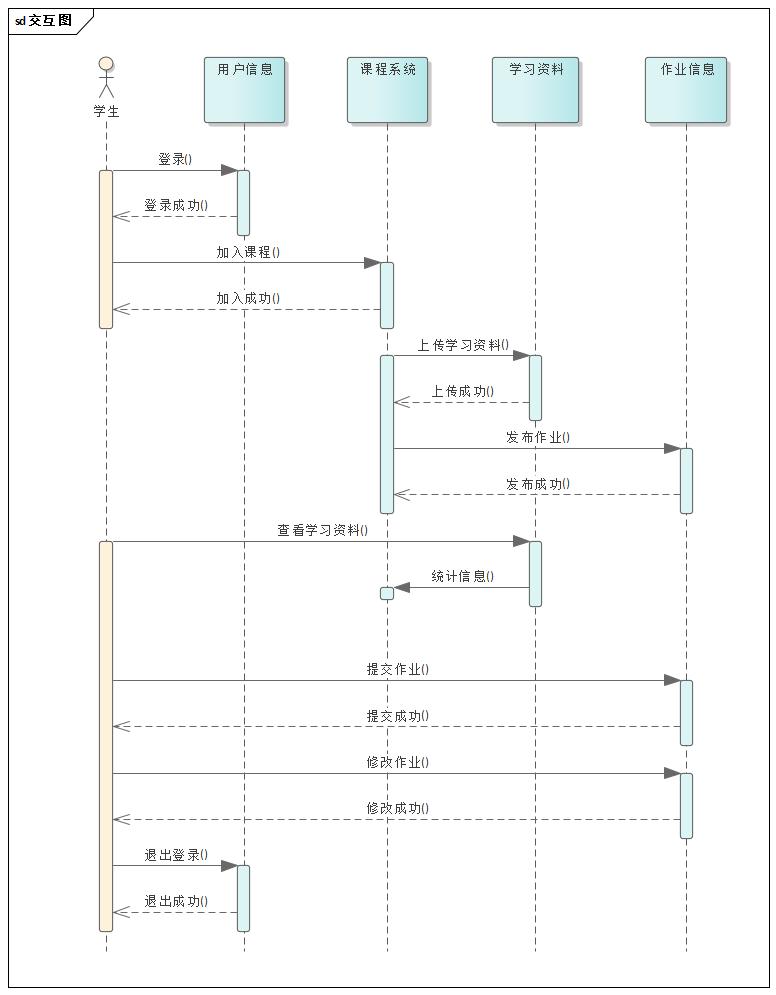 sd 交互图
用户信息
课程系统
学习资料
作业信息
学生
登录()
登录成功()
加入课程()
加入成功()
上传学习资料()
上传成功()
发布作业()
发布成功()
查看学习资料()
统计信息()
提交作业()
提交成功()
修改作业()
修改成功()
退出登录()
退出成功()